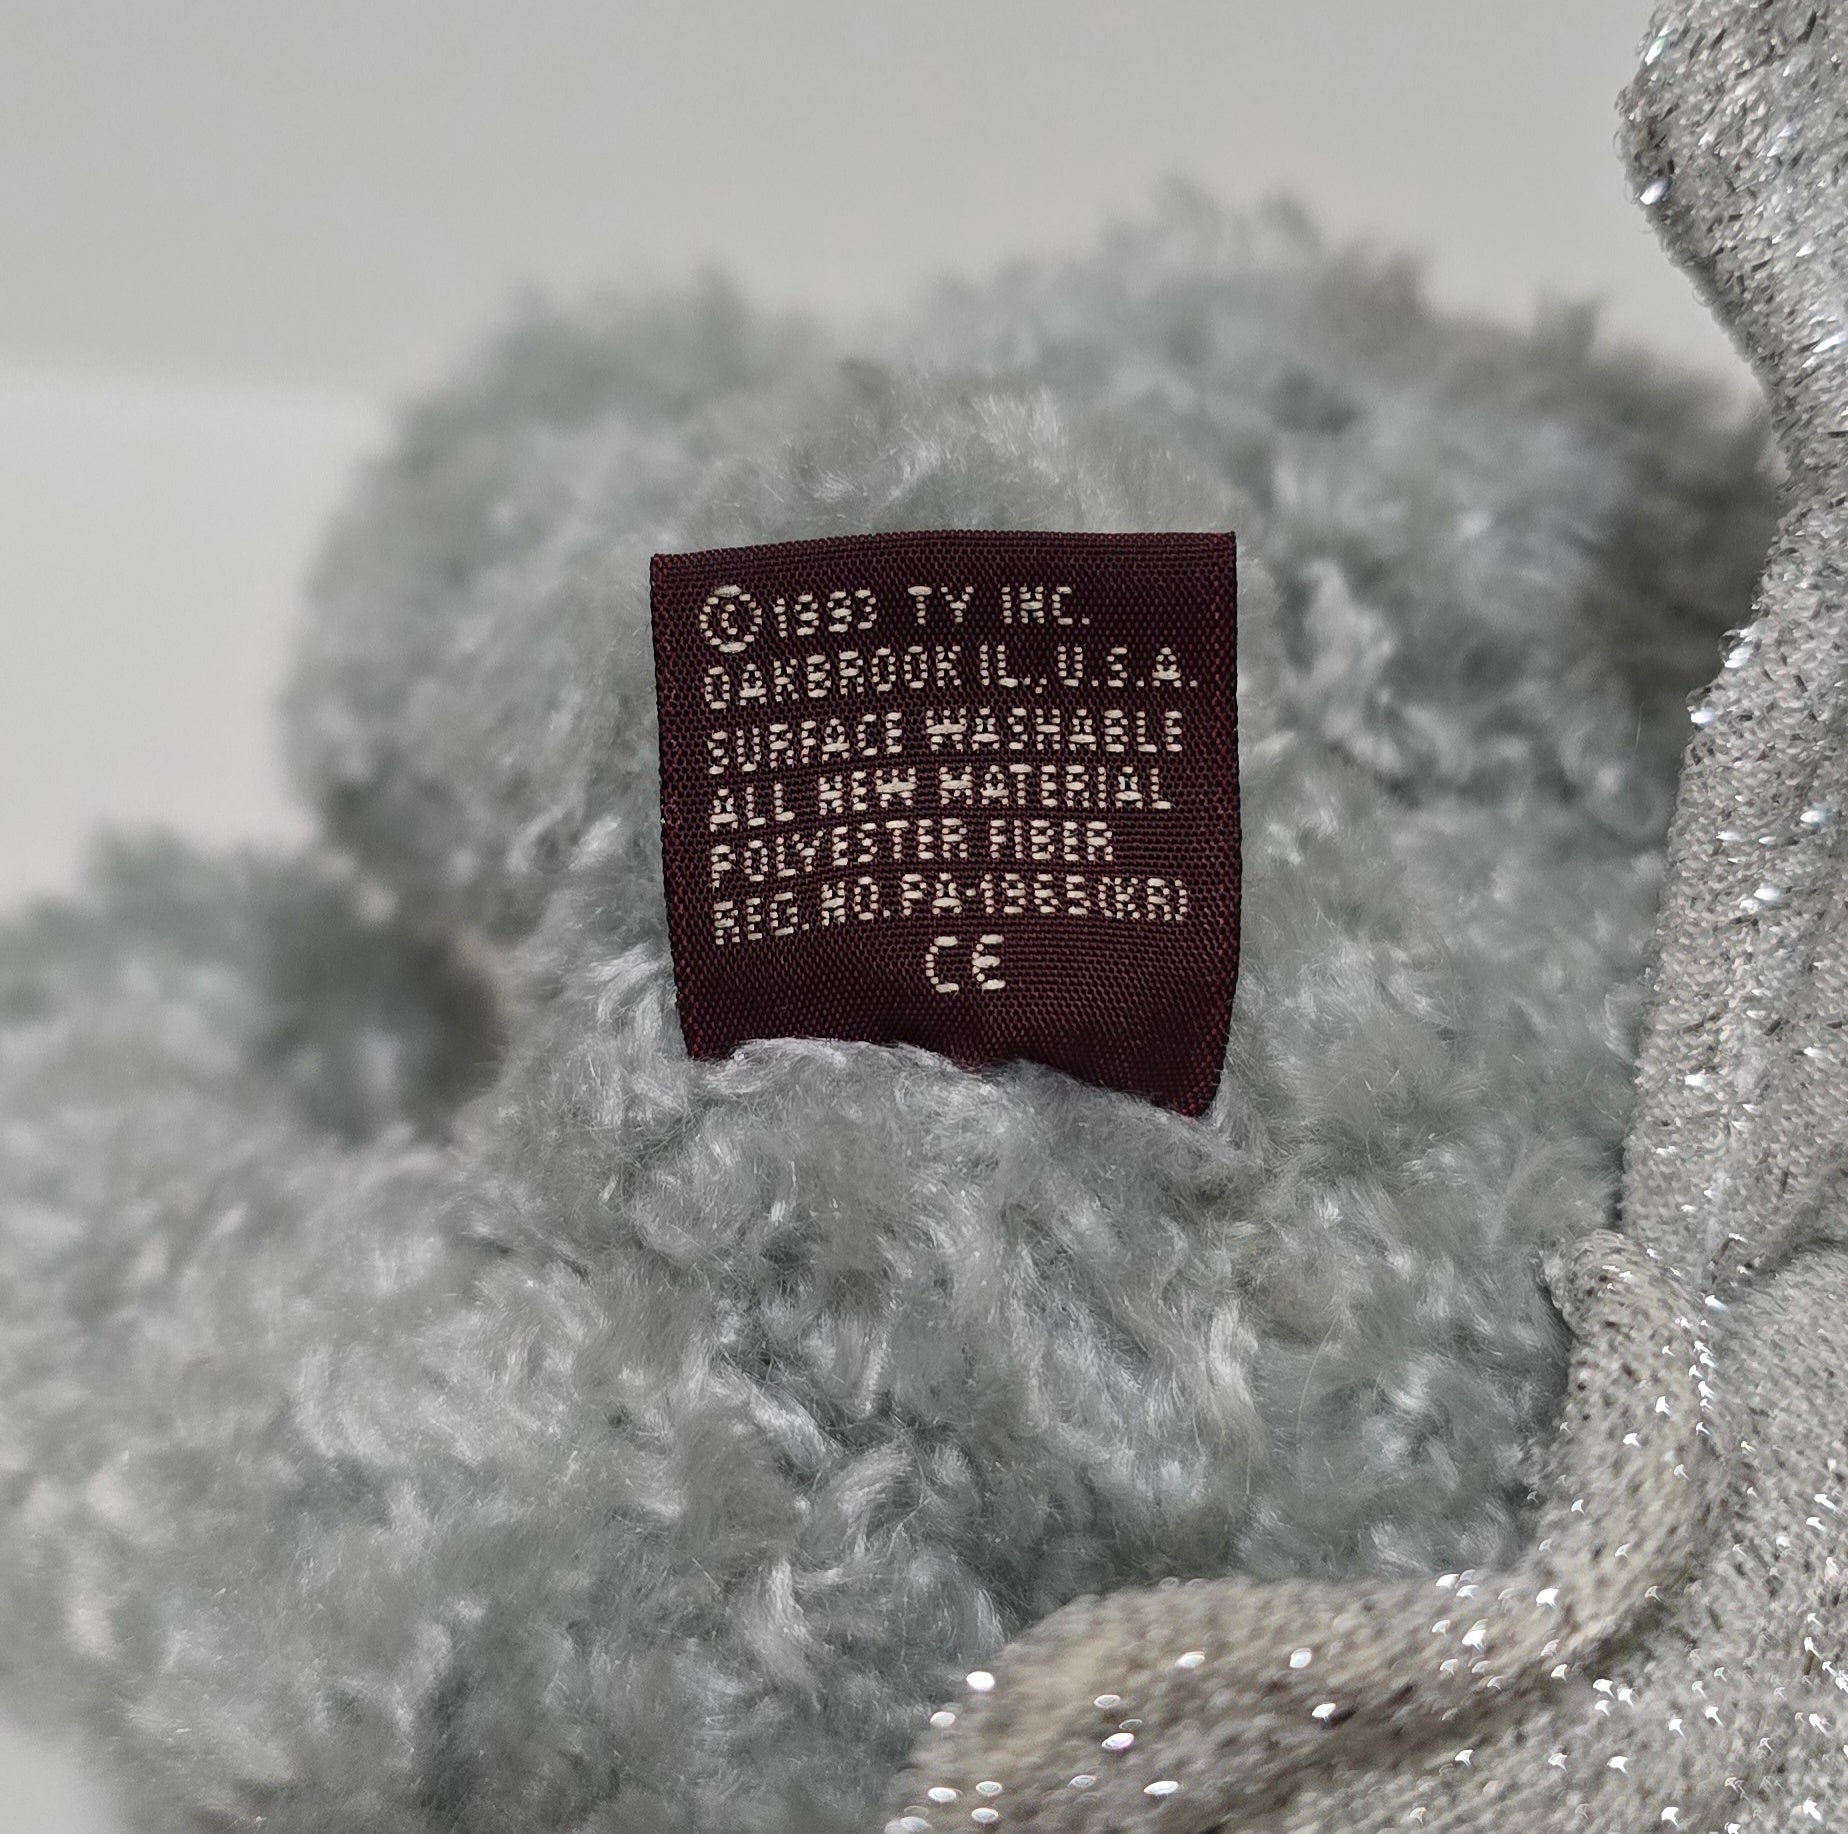 ©1993 TY INC.
OAKBROOK IL., U.S.A.
SURFACE WASHABLE
ALL NEW MATERIAL
POLYESTER FIBER
REG. NO. PA-1965(KR)
CE